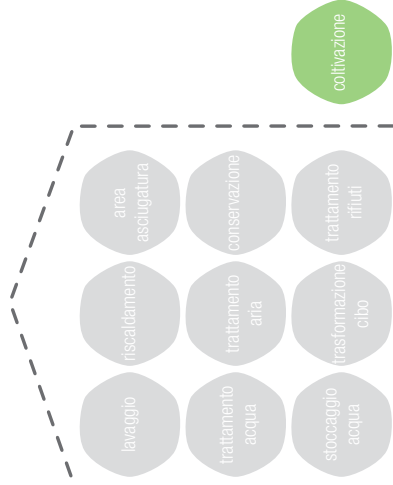 coltivazione
area
asciugatura
conservazione
trattamento
rifiuti
riscaldamento
trattamento
aria
trasformazione
cibo
lavaggio
trattamento
acqua
stoccaggio
acqua